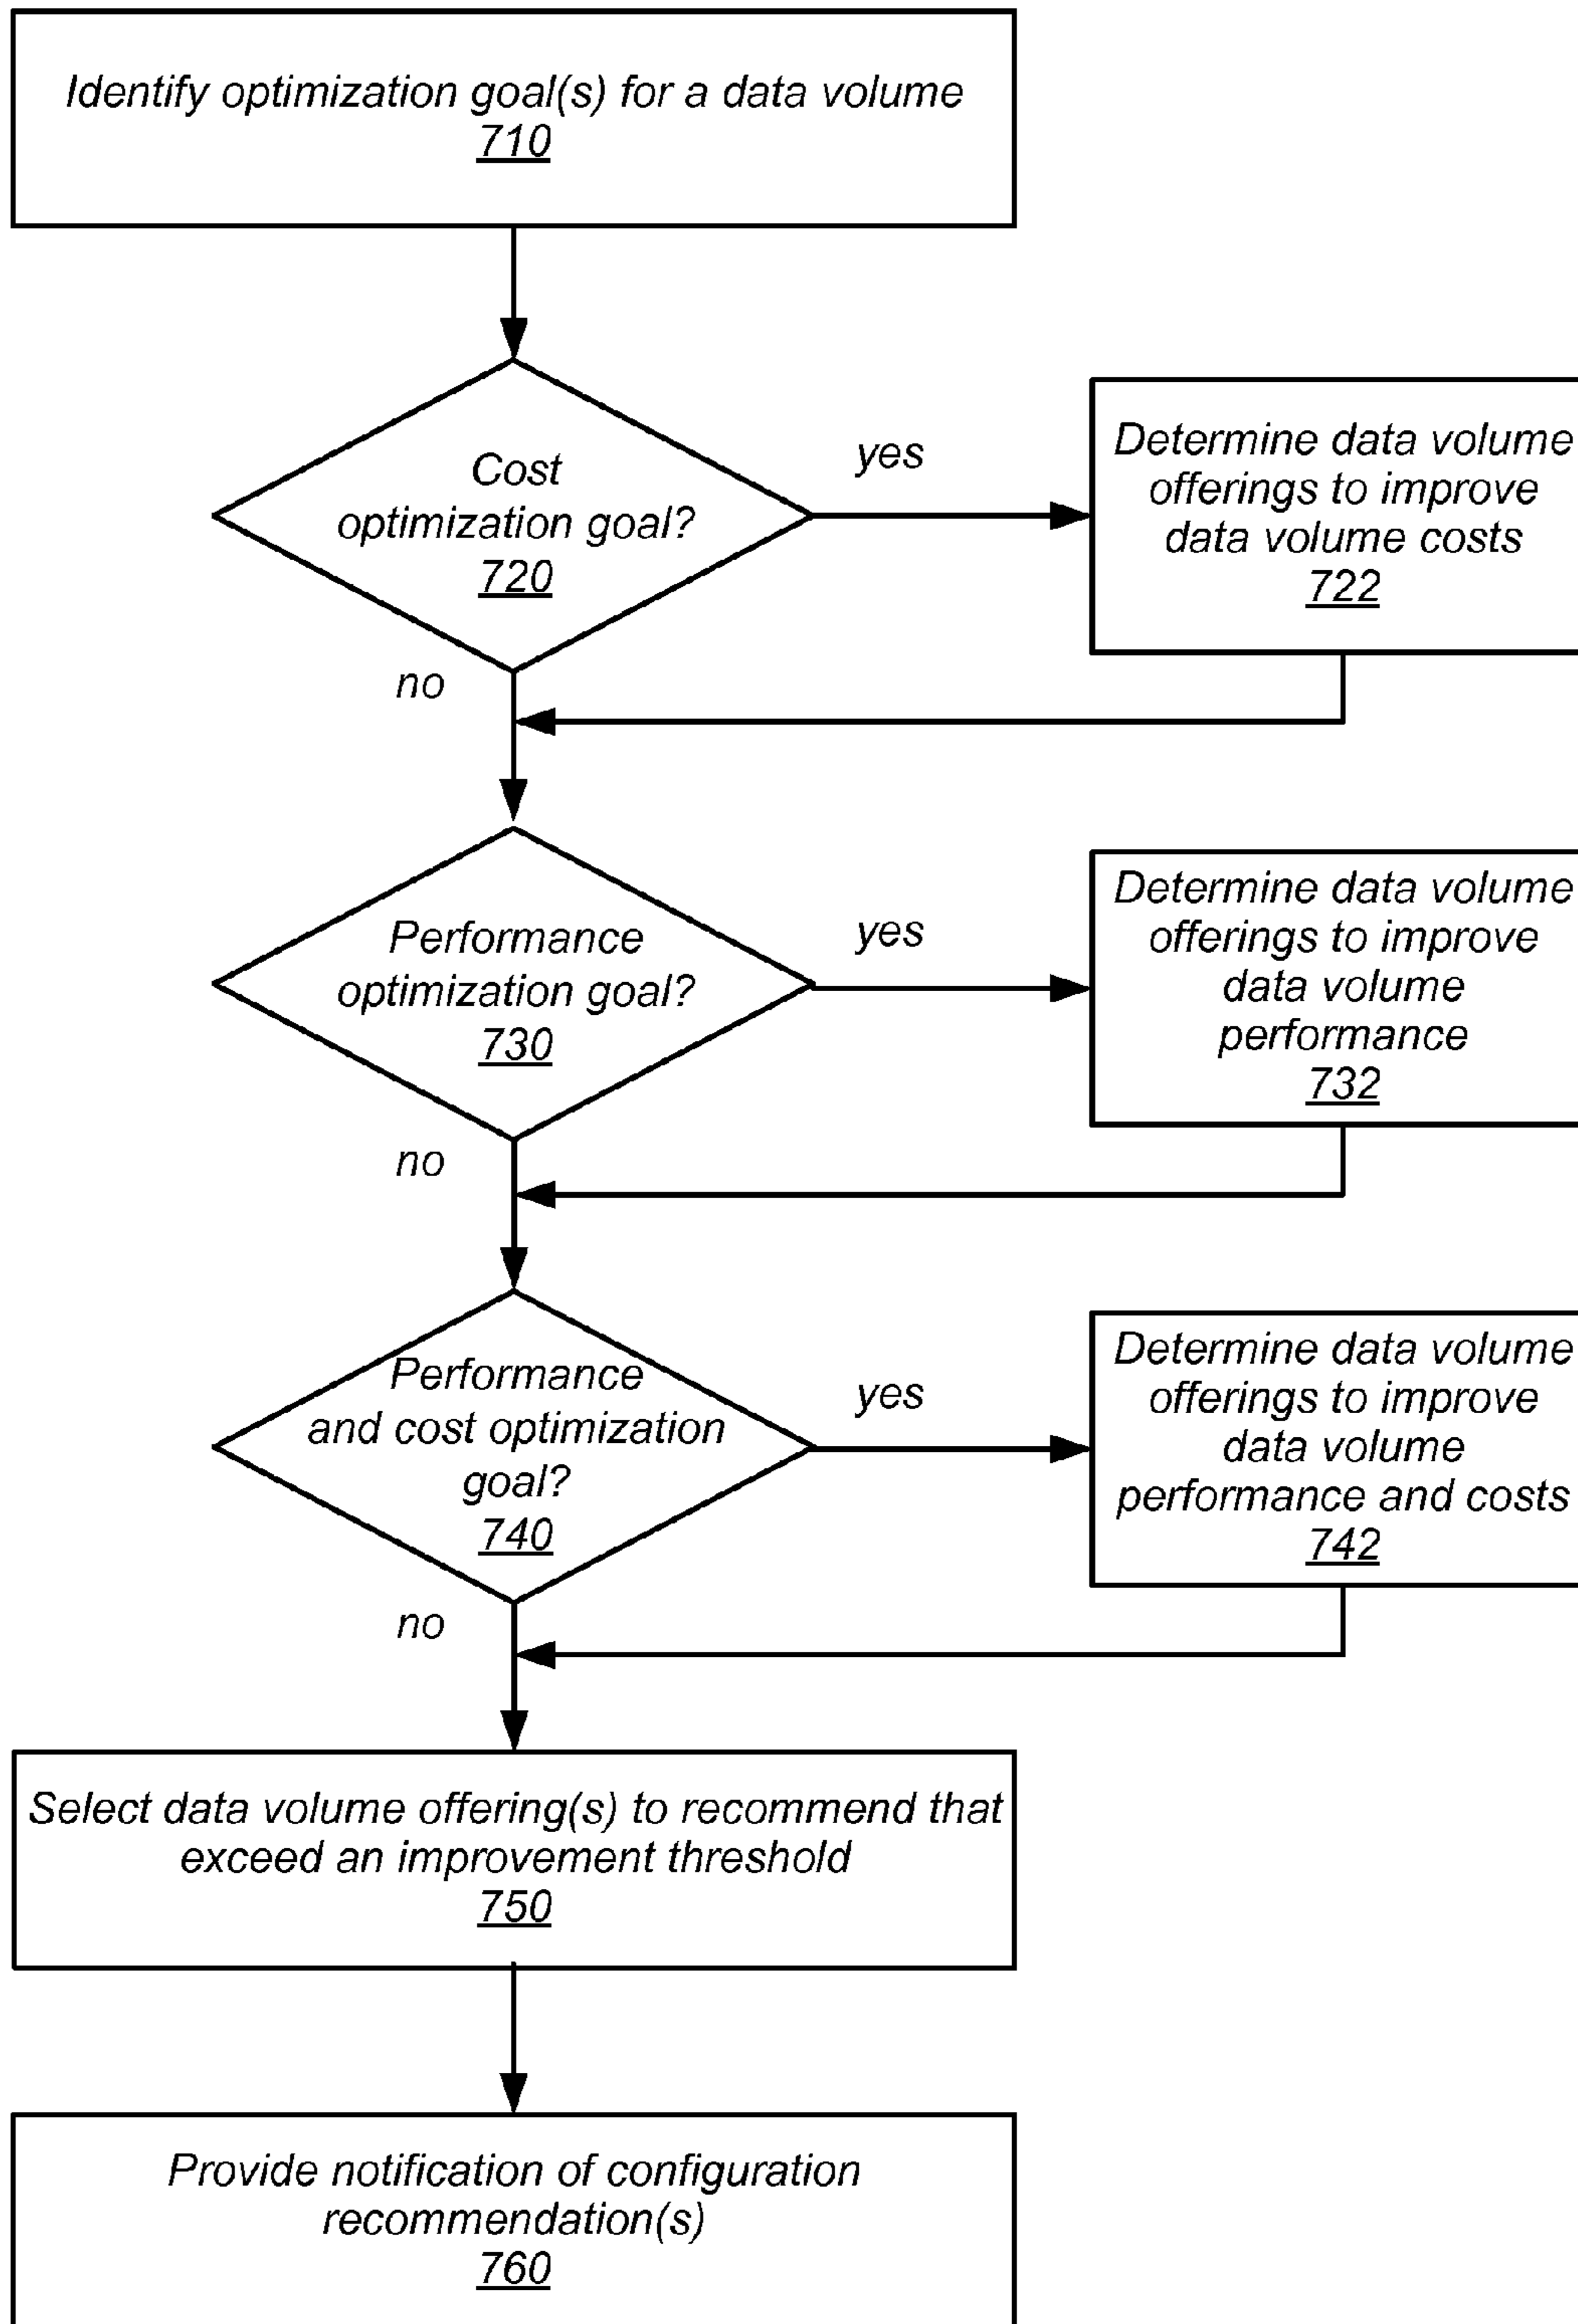 Identify optimization goal(s) for a data volume
710
Cost
optimization goal?
720
yes
Determine data volume
offerings to improve
data volume costs
722
no
Performance
optimization goal?
730
yes
Determine data volume
offerings to improve
data volume
performance
732
no
Performance
and cost optimization
goal?
740
yes
Determine data volume
offerings to improve
data volume
performance and costs
742
no
Select data volume offering(s) to recommend that
exceed an improvement threshold
750
Provide notification of configuration
recommendation(s)
760